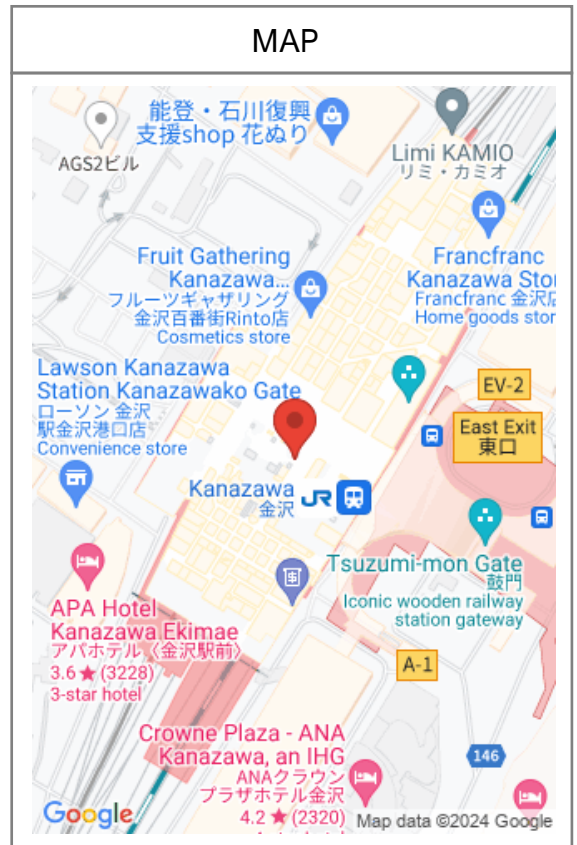 MAP
能登・石川復興
支援shop 花ぬり
AGS2ビル
Limi KAMIO
リミ・カミオ
Fruit Gathering
Kanazawa...
フルーツギャザリング
金沢百番街Rinto店
Cosmetics store
Francfranc
Kanazawa Sto
Francfranc 金沢店
Home goods stor
Lawson Kanazawa
Station Kanazawako Gate
ローソン 金沢
駅金沢港口店
Convenience store
EV-2
East Exit
東口
Kanazawa
金沢
JR
Tsuzumi-mon Gate
鼓門
Iconic wooden railway
station gateway
APA Hotel
Kanazawa Ekimae
アパホテル〈金沢駅前〉
3.6 ★ (3228)
3-star hotel
A-1
Crowne Plaza - ANA
Kanazawa, an IHG
ANAクラウン
プラザホテル金沢
4.2 ★ (2320)
146
Google
Map data ©2024 Google